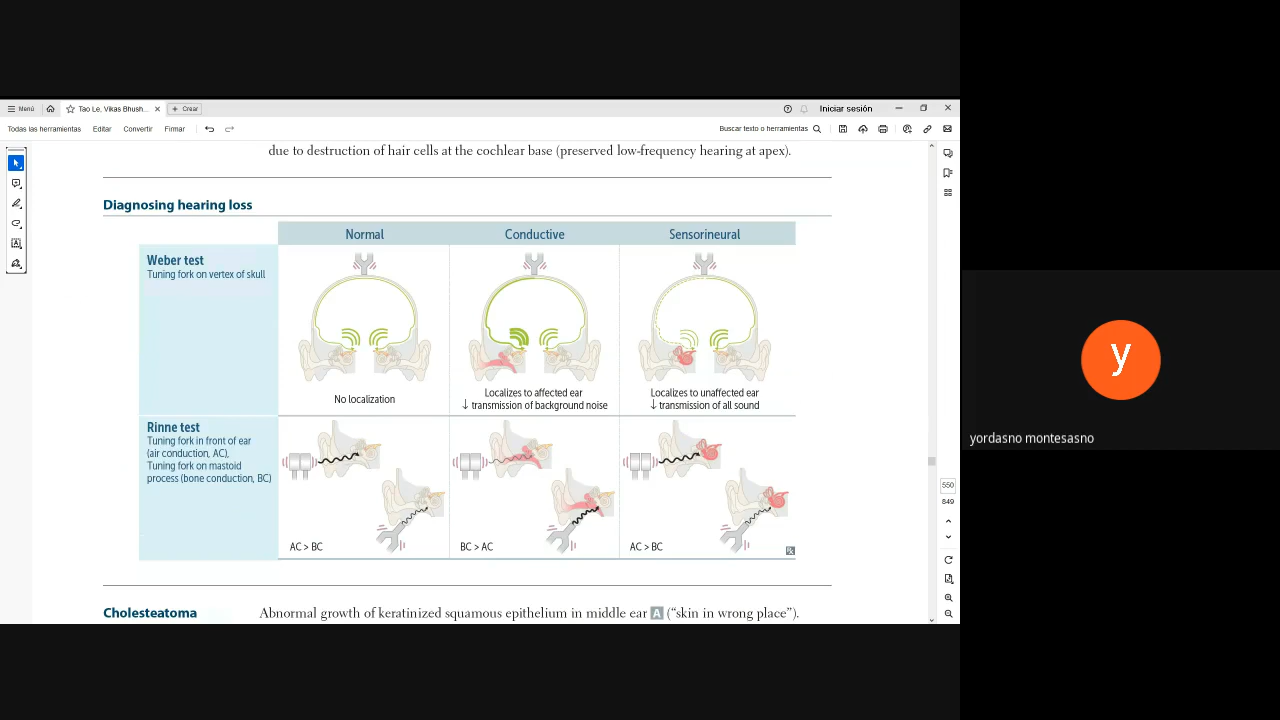 Menú
Tao Le, Vikas Bhush...
Crear
Iniciar sesión
Todas las herramientas
Editar
Convertir
Firmar
Buscar texto o herramientas
due to destruction of hair cells at the cochlear base (preserved low-frequency hearing at apex).
Diagnosing hearing loss
Normal
Conductive
Sensorineural
Weber test
Tuning fork on vertex of skull
No localization
Localizes to affected ear
↓ transmission of background noise
Localizes to unaffected ear
↓ transmission of all sound
Rinne test
Tuning fork in front of ear
(air conduction, AC),
Tuning fork on mastoid
process (bone conduction, BC)
AC > BC
BC > AC
AC > BC
Cholesteatoma
Abnormal growth of keratinized squamous epithelium in middle ear A (“skin in wrong place”).
550
849
y
yordasno montesasno